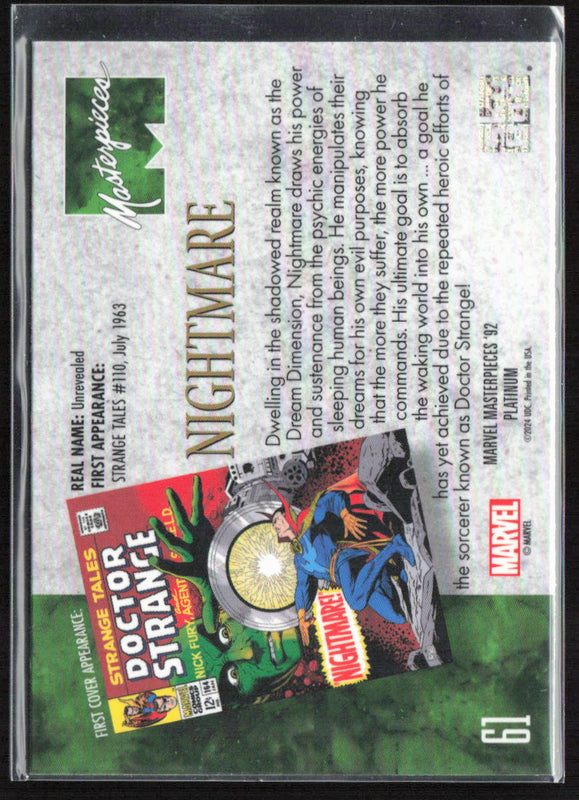 Masterpieces
REAL NAME: Unrevealed
FIRST APPEARANCE:
STRANGE TALES #110, July 1963
NIGHTMARE
Dwelling in the shadowed realm known as the
Dream Dimension, Nightmare draws his power
and sustenance from the psychic energies of
sleeping human beings. He manipulates their
dreams for his own evil purposes, knowing
that the more they suffer, the more power he
commands. His ultimate goal is to absorb
the waking world into his own ... a goal he
has yet achieved due to the repeated heroic efforts of
the sorcerer known as Doctor Strange!
FIRST COVER APPEARANCE:
STRANGE TALES
DOCTOR
STRANGE
NICK FURY, AGENT OF S.H.I.E.L.D.
MARVEL
COMICS
GROUP
12¢
164
NIGHTMARE!
MARVEL
© MARVEL
MARVEL MASTERPIECES '92
PLATINUM
©2024 UDC. Printed in the USA.
61